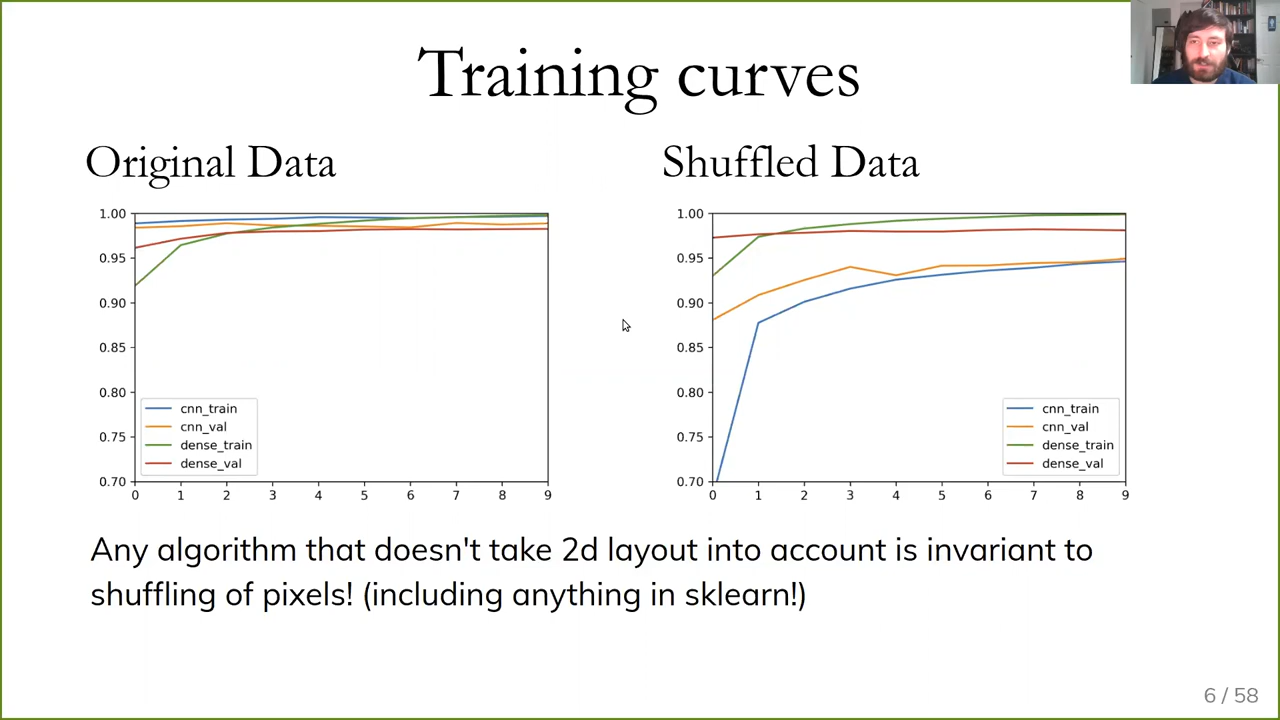 Training curves
Original Data
1.00
0.95
0.90
0.85
0.80
0.75
0.70
0 1 2 3 4 5 6 7 8 9
cnn_train
cnn_val
dense_train
dense_val
Shuffled Data
1.00
0.95
0.90
0.85
0.80
0.75
0.70
0 1 2 3 4 5 6 7 8 9
cnn_train
cnn_val
dense_train
dense_val
Any algorithm that doesn't take 2d layout into account is invariant to
shuffling of pixels! (including anything in sklearn!)
6 / 58